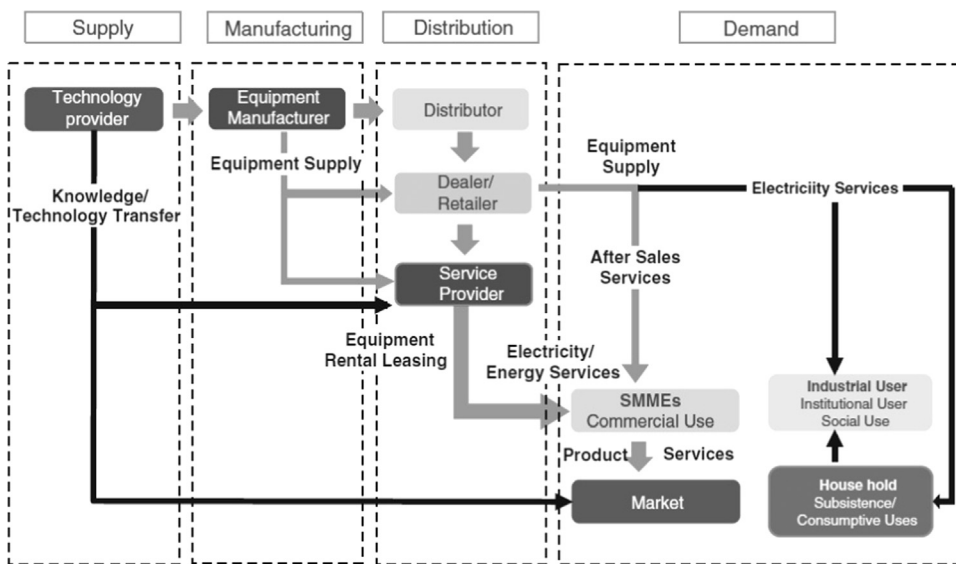 Supply
Manufacturing
Distribution
Demand
Technology
provider
Equipment
Manufacturer
Distributor
Equipment Supply
Equipment
Supply
Knowledge/
Technology Transfer
Dealer/
Retailer
Electriciity Services
After Sales
Services
Service
Provider
Equipment
Rental Leasing
Electricity/
Energy Services
SMMEs
Commercial Use
Industrial User
Institutional User
Social Use
Product
Services
Market
House hold
Subsistence/
Consumptive Uses